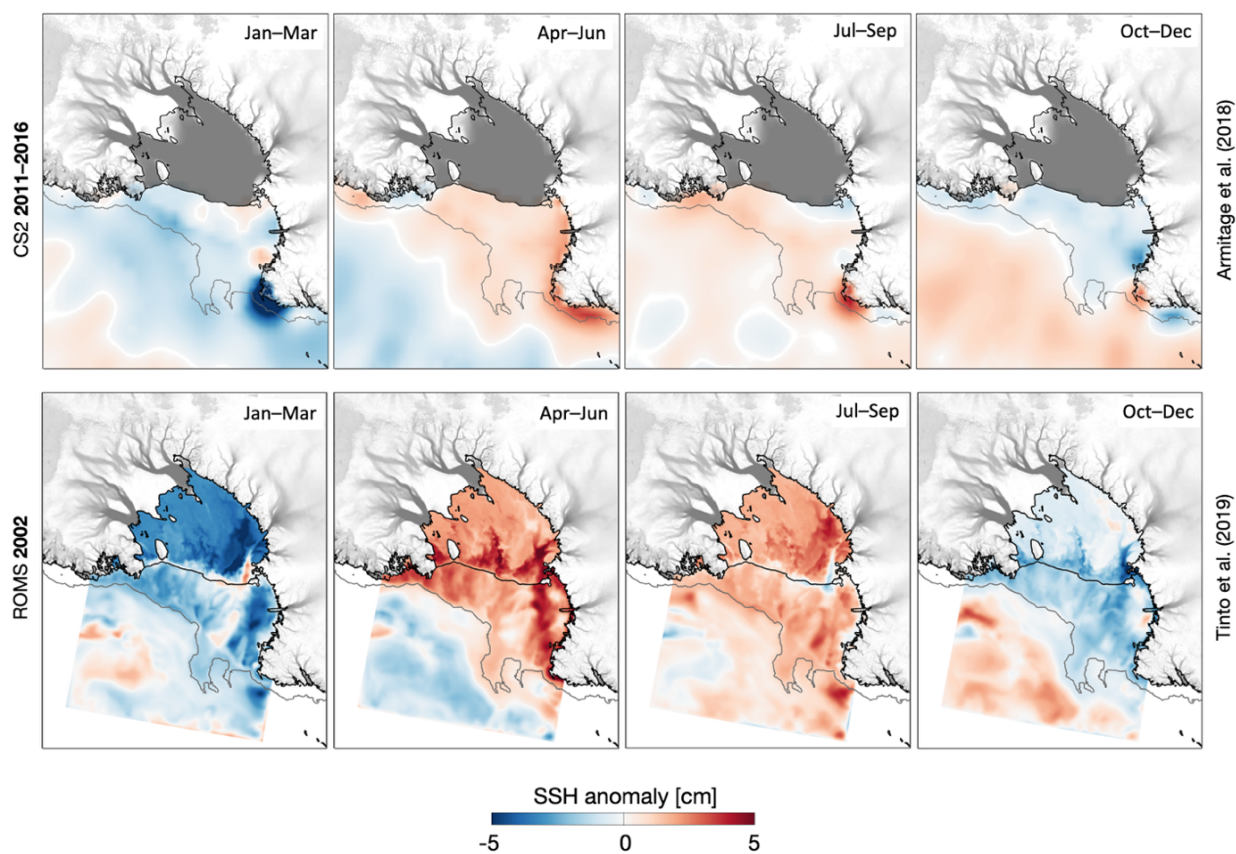 Jan–Mar
Apr–Jun
Jul–Sep
Oct–Dec
CS2 2011–2016
Armitage et al. (2018)
Jan–Mar
Apr–Jun
Jul–Sep
Oct–Dec
ROMS 2002
Tinto et al. (2019)
SSH anomaly [cm]
-5
0
5